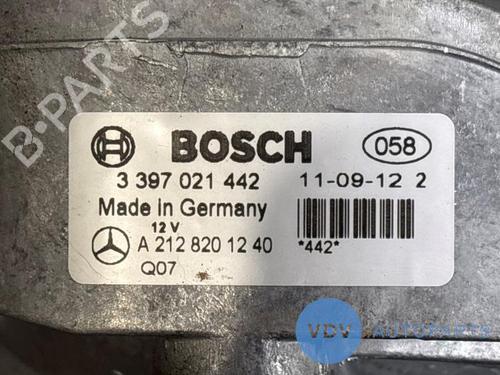 B-PARTS
BOSCH 058
3 397 021 442 11-09-12 2
Made in Germany
12 V
A 212 820 12 40 *442*
Q07
VDV AUTOPARTS